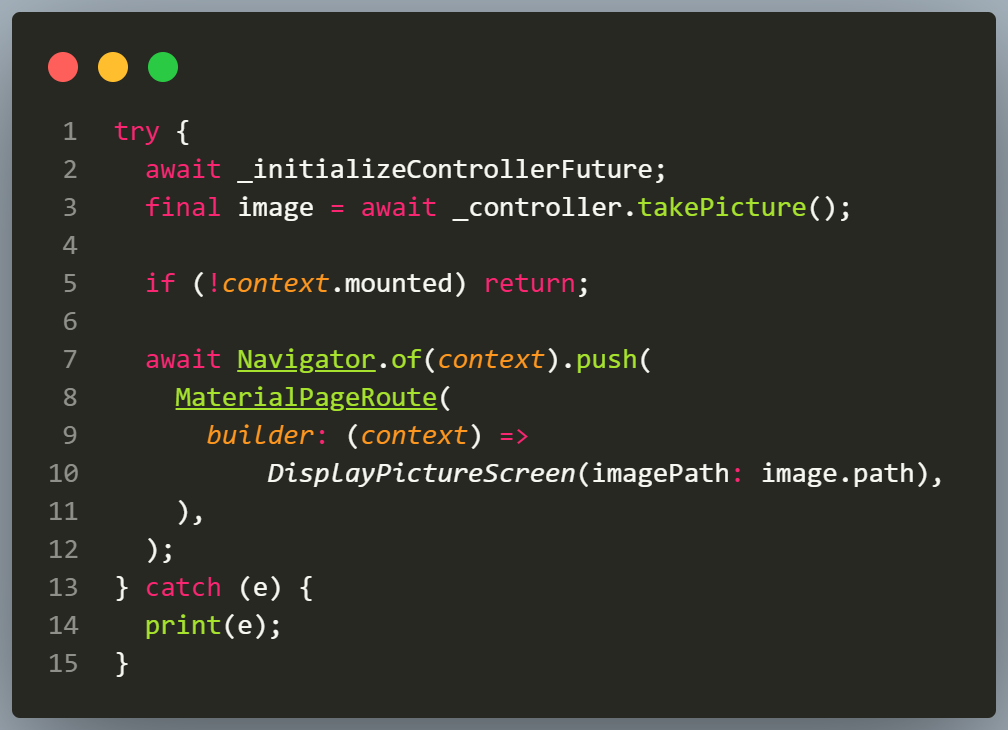 1 try {
2   await _initializeControllerFuture;
3   final image = await _controller.takePicture();
4
5   if (!context.mounted) return;
6
7   await Navigator.of(context).push(
8     MaterialPageRoute(
9       builder: (context) =>
10           DisplayPictureScreen(imagePath: image.path),
11     ),
12   );
13 } catch (e) {
14   print(e);
15 }